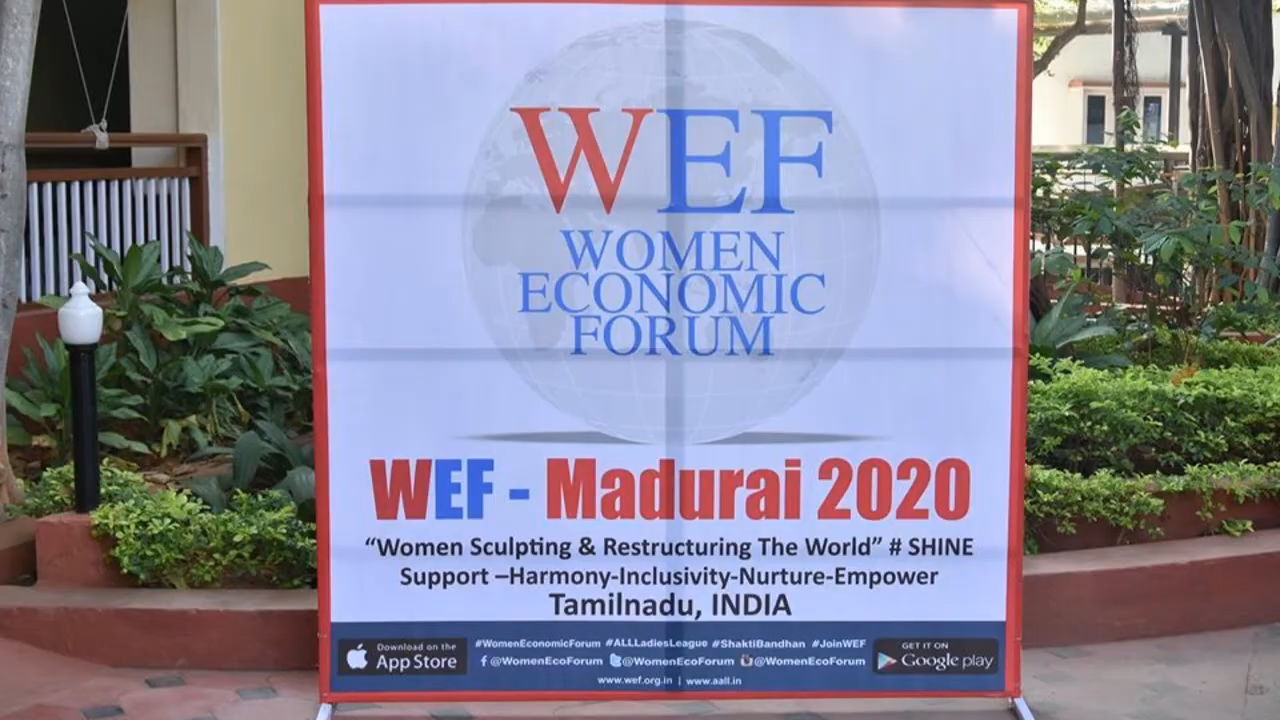 WEF
WOMEN
ECONOMIC
FORUM
WEF - Madurai 2020
“Women Sculpting & Restructuring The World” # SHINE
Support –Harmony-Inclusivity-Nurture-Empower
Tamilnadu, INDIA
Download on the
App Store
#WomenEconomicForum #ALLLadiesLeague #ShaktiBandhan #JoinWEF
@WomenEcoForum @WomenEcoForum @WomenEcoForum
www.wef.org.in | www.aall.in
GET IT ON
Google play